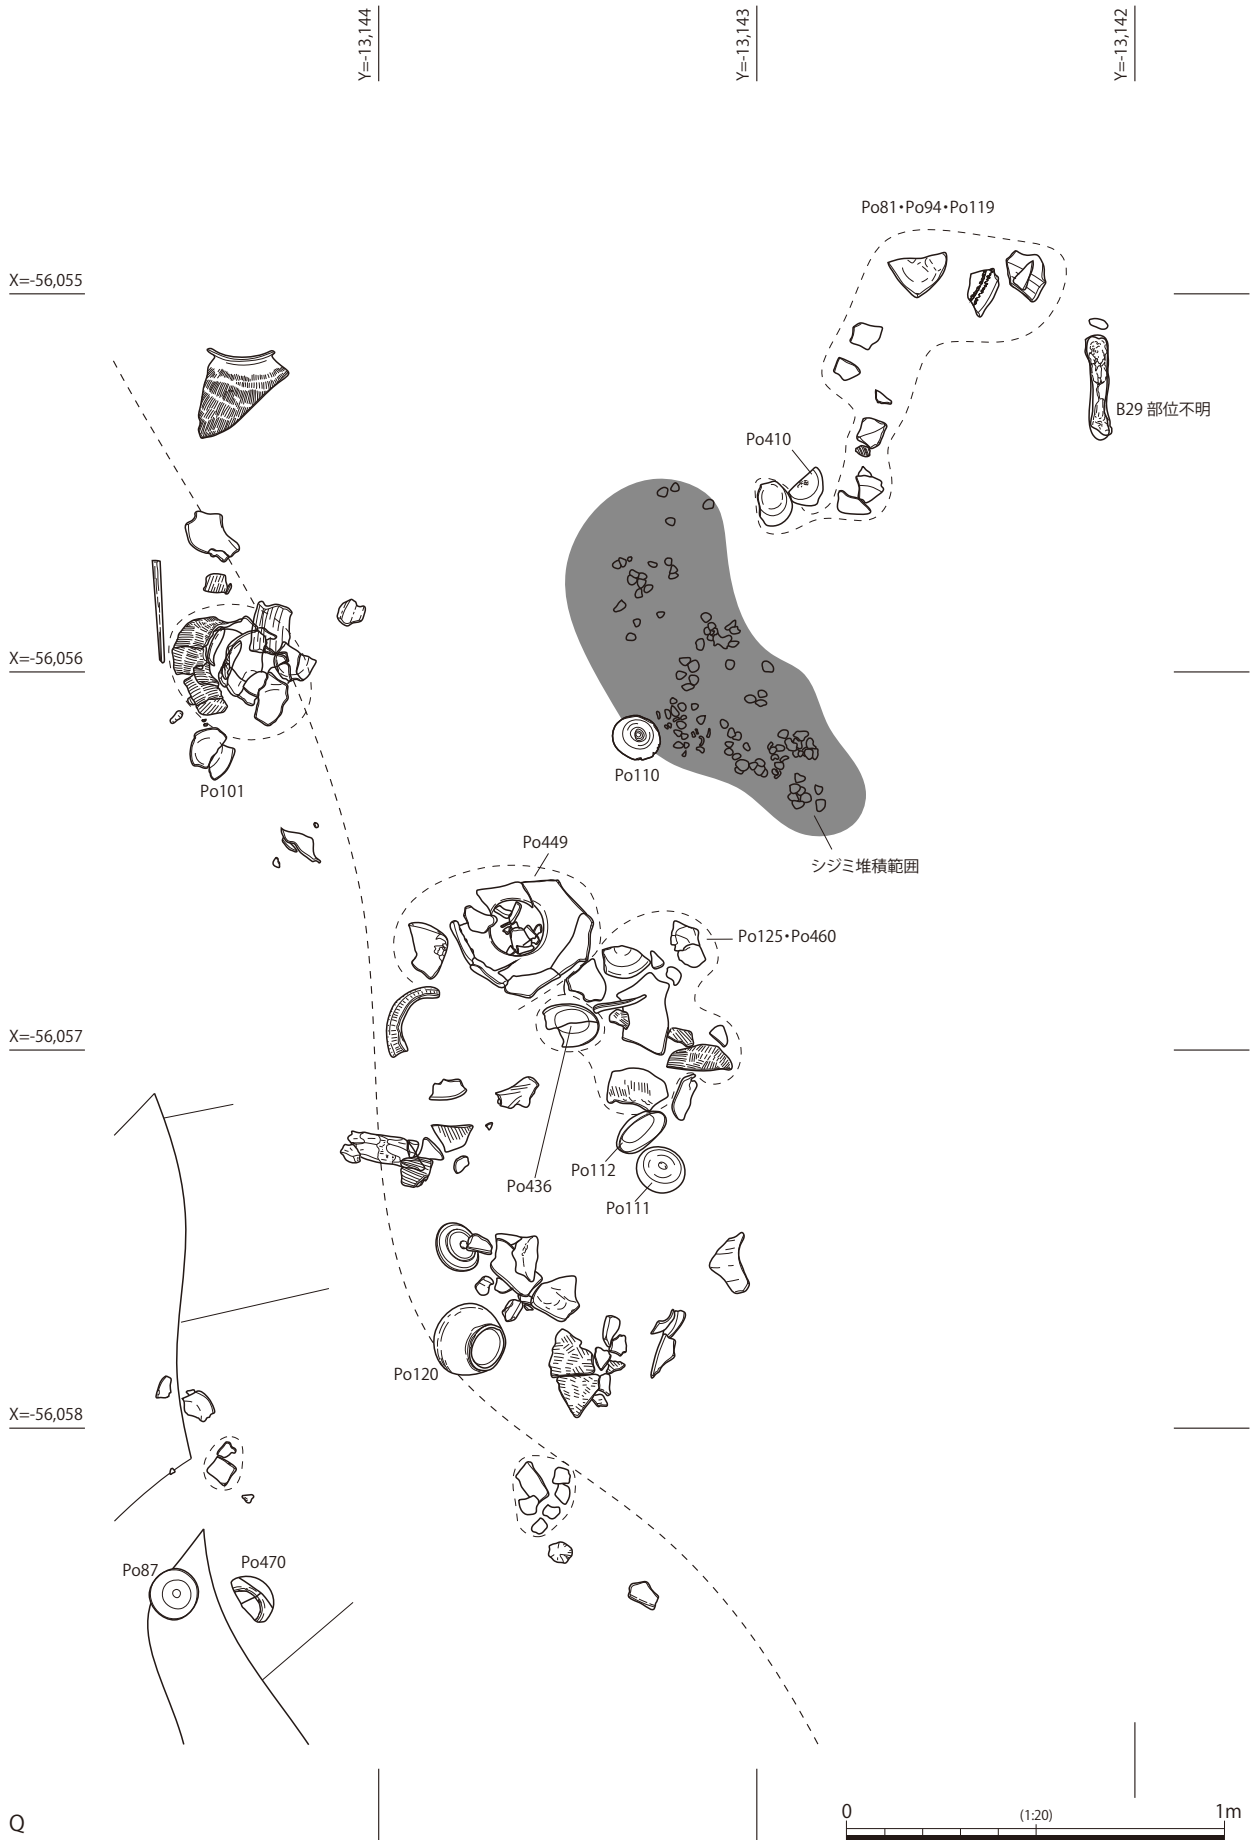 Y=-13,144
Y=-13,143
Y=-13,142
Po81・Po94・Po119
X=-56,055
B29 部位不明
Po410
X=-56,056
Po110
Po101
シジミ堆積範囲
Po449
Po125・Po460
X=-56,057
Po112
Po436
Po111
Po120
X=-56,058
Po87
Po470
Q
0
(1:20)
1m